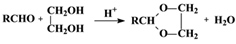 RCHO + CH₂OH CH₂OH H⁺ → RCH O—CH₂ O—CH₂ + H₂O